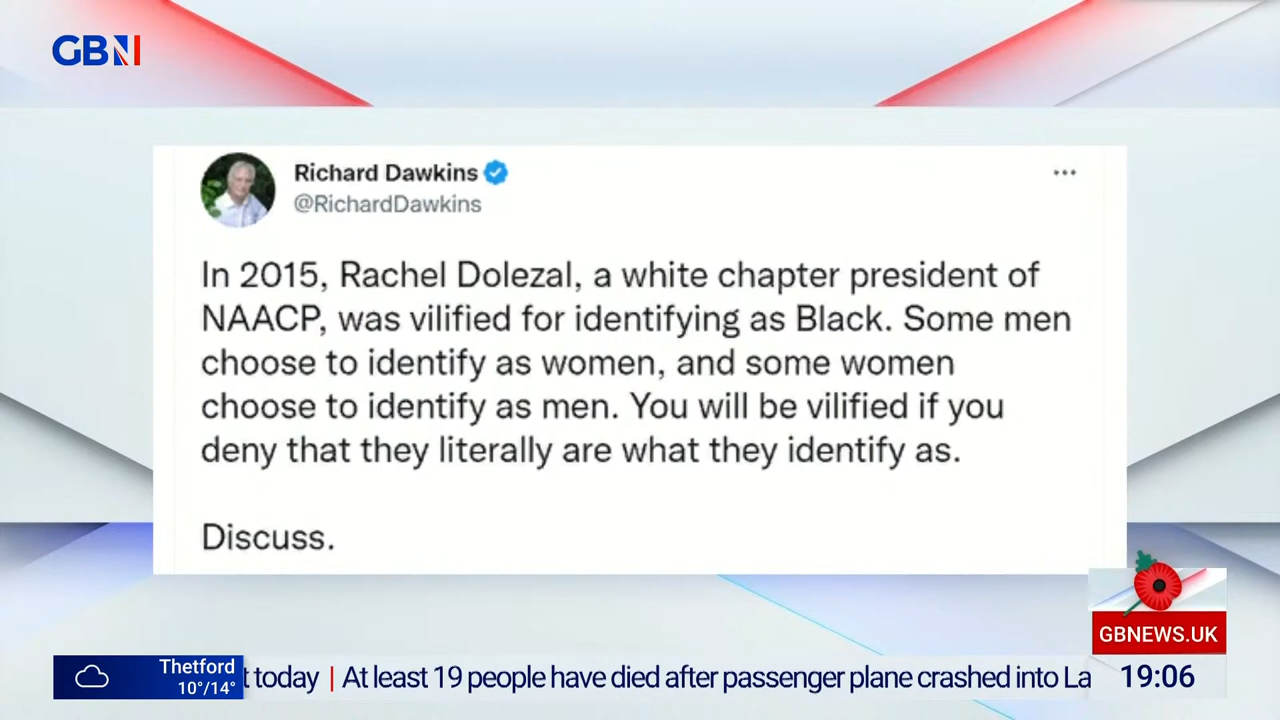 GBN
Richard Dawkins
@RichardDawkins
In 2015, Rachel Dolezal, a white chapter president of
NAACP, was vilified for identifying as Black. Some men
choose to identify as women, and some women
choose to identify as men. You will be vilified if you
deny that they literally are what they identify as.
Discuss.
GBNEWS.UK
Thetford
10°/14°
t today | At least 19 people have died after passenger plane crashed into La
19:06